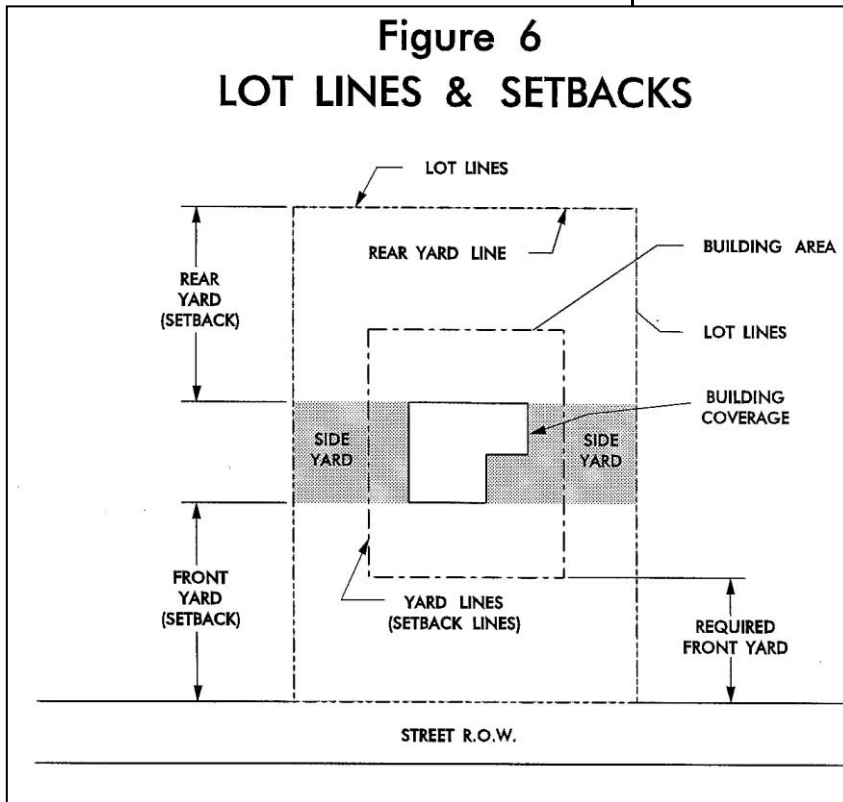 Figure 6
LOT LINES & SETBACKS
LOT LINES
REAR YARD LINE
BUILDING AREA
REAR
YARD
(SETBACK)
LOT LINES
BUILDING
COVERAGE
SIDE
YARD
SIDE
YARD
FRONT
YARD
(SETBACK)
YARD LINES
(SETBACK LINES)
REQUIRED
FRONT YARD
STREET R.O.W.